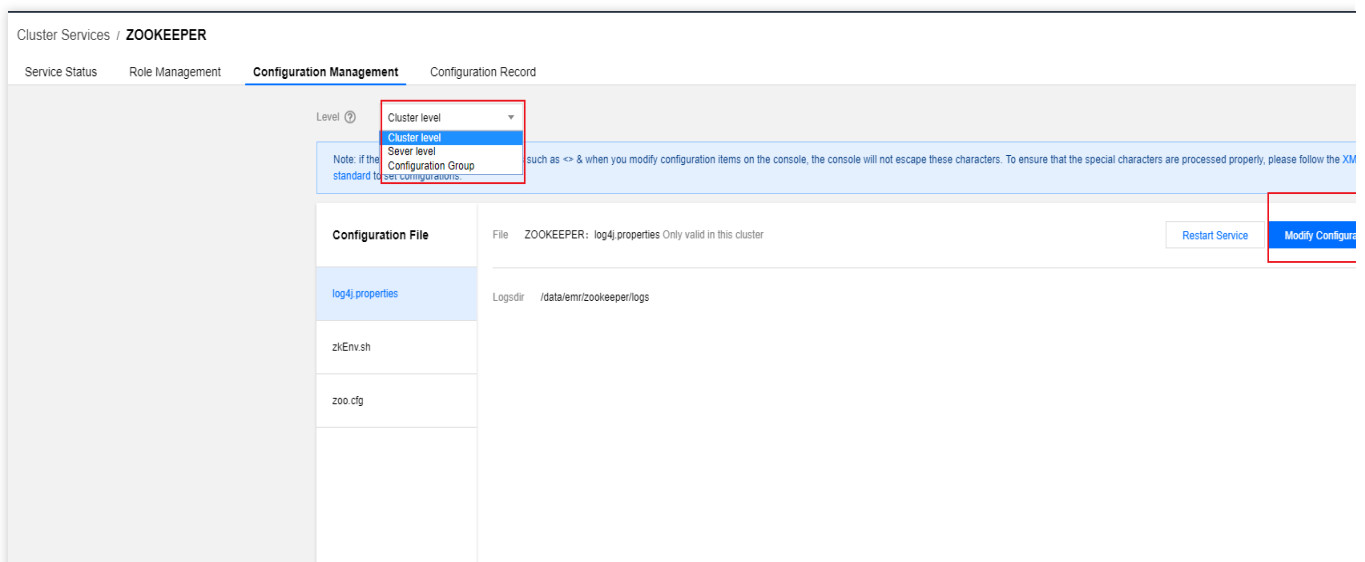 Cluster Services / ZOOKEEPER
Service Status Role Management Configuration Management Configuration Record
Level ? Cluster level
Cluster level
Sever level
Configuration Group
Note: if the such as <> & when you modify configuration items on the console, the console will not escape these characters. To ensure that the special characters are processed properly, please follow the XM
standard to set configurations.
Configuration File
File ZOOKEEPER: log4j.properties Only valid in this cluster
Restart Service
Modify Configura
log4j.properties
Logsdir /data/emr/zookeeper/logs
zkEnv.sh
zoo.cfg